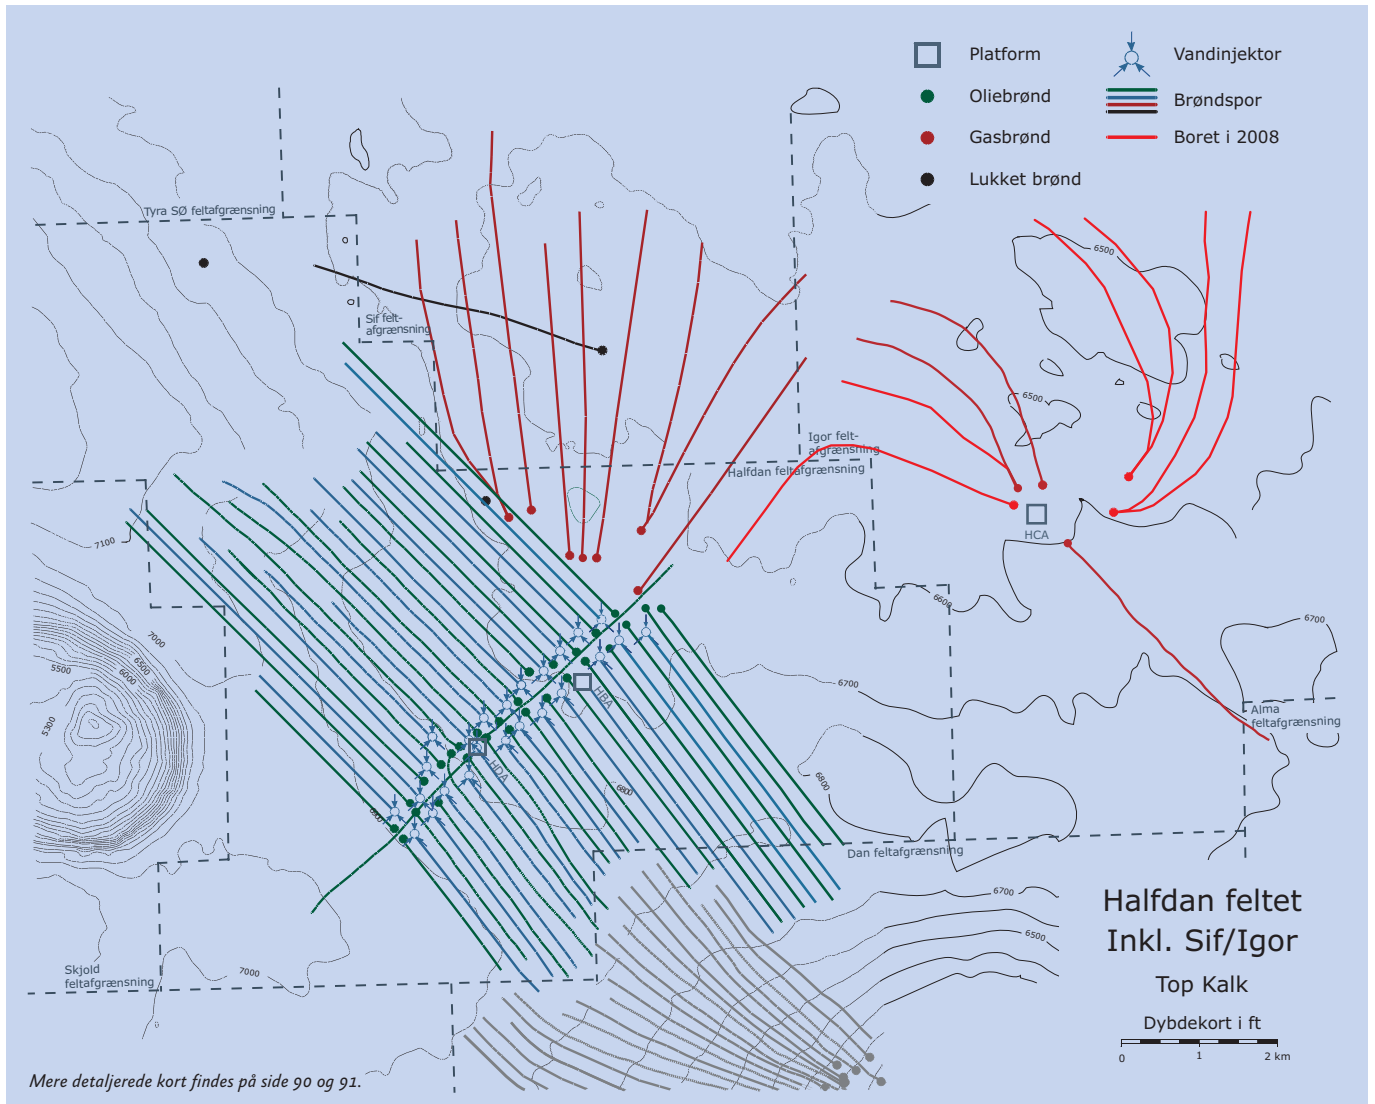 Platform
Vandinjektor
Oliebrønd
Brøndspor
Gasbrønd
Boret i 2008
Lukket brønd
Tyra SØ feltafgrænsning
6500
Sif felt-
afgrænsning
6500
Igor felt-
afgrænsning
Halfdan feltafgrænsning
HCA
7100
6600
7000
6700
6500
5500
6000
6700
HBA
5300
Alma
feltafgrænsning
HDA
6800
6800
6900
Dan feltafgrænsning
6700
Halfdan feltet
6500
Inkl. Sif/Igor
Skjold
feltafgrænsning
7000
Top Kalk
Dybdekort i ft
0
1
2 km
Mere detaljerede kort findes på side 90 og 91.